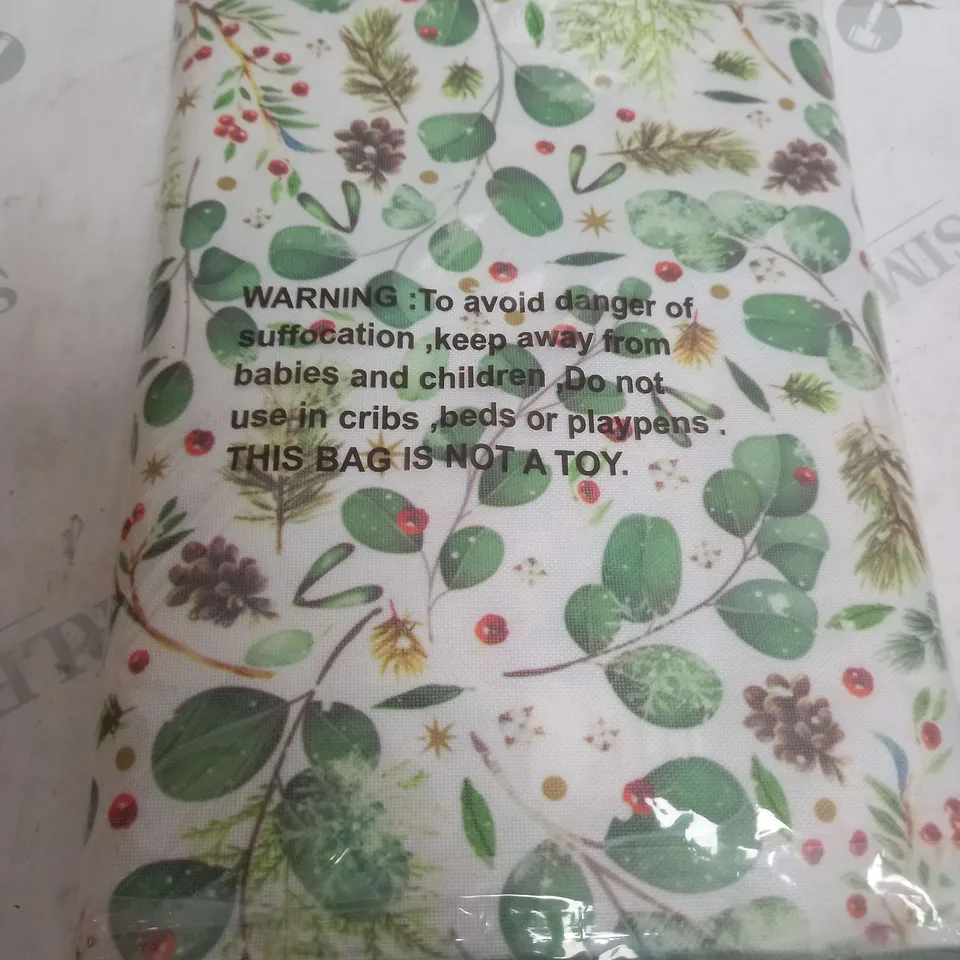 WARNING :To avoid danger of
suffocation ,keep away from
babies and children ,Do not
use in cribs ,beds or playpens .
THIS BAG IS NOT A TOY.